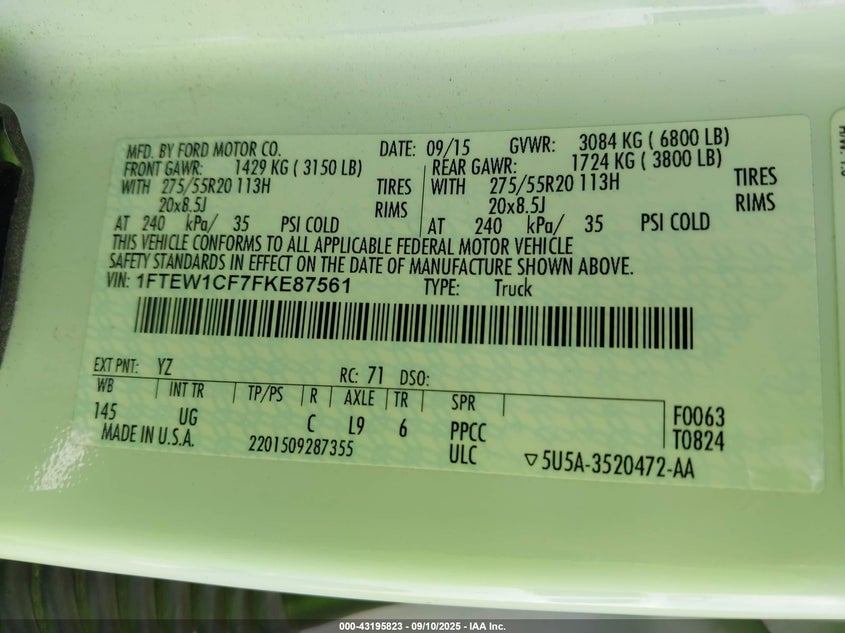 MFD. BY FORD MOTOR CO. DATE: 09/15 GVWR: 3084 KG ( 6800 LB)
FRONT GAWR: 1429 KG ( 3150 LB) REAR GAWR: 1724 KG ( 3800 LB)
WITH 275/55R20 113H TIRES WITH 275/55R20 113H TIRES
20x8.5J RIMS 20x8.5J RIMS
AT 240 kPa/ 35 PSI COLD AT 240 kPa/ 35 PSI COLD
THIS VEHICLE CONFORMS TO ALL APPLICABLE FEDERAL MOTOR VEHICLE
SAFETY STANDARDS IN EFFECT ON THE DATE OF MANUFACTURE SHOWN ABOVE.
VIN: 1FTEW1CF7FKE87561 TYPE: Truck
EXT PNT: YZ RC: 71 DSO:
WB INT TR TP/PS R AXLE TR SPR
145 UG C L9 6 PPCC F0063
MADE IN U.S.A. 2201509287355 ULC T0824
▽5U5A-3520472-AA
000-43195823 - 09/10/2025 - IAA Inc.